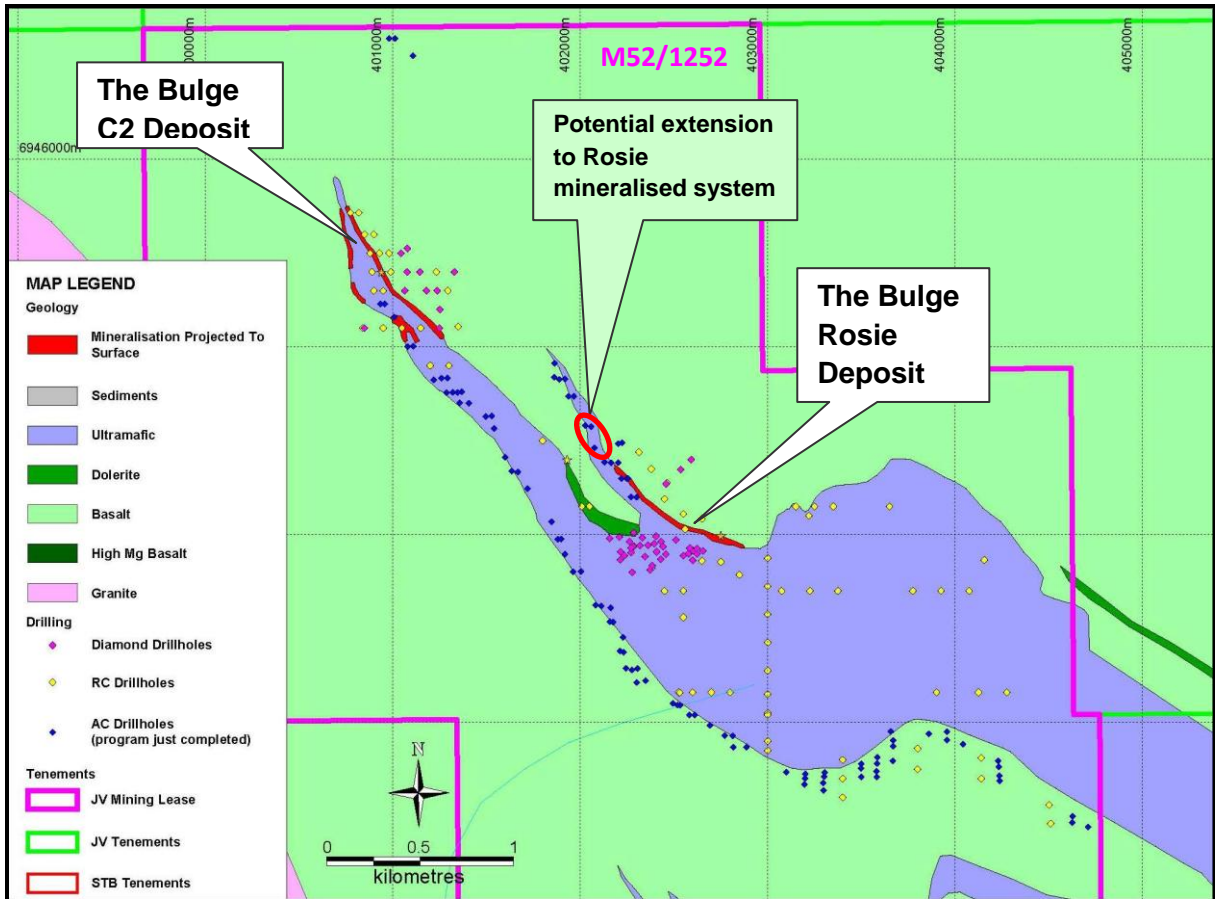 401000m
402000m
403000m
404000m
405000m
M52/1252
6946000m
The Bulge
C2 Deposit
Potential extension
to Rosie
mineralised system
The Bulge
Rosie
Deposit
MAP LEGEND
Geology
Mineralisation Projected To
Surface
Sediments
Ultramafic
Dolerite
Basalt
High Mg Basalt
Granite
Drilling
Diamond Drillholes
RC Drillholes
AC Drillholes
(program just completed)
Tenements
JV Mining Lease
JV Tenements
STB Tenements
N
0 0.5 1
kilometres